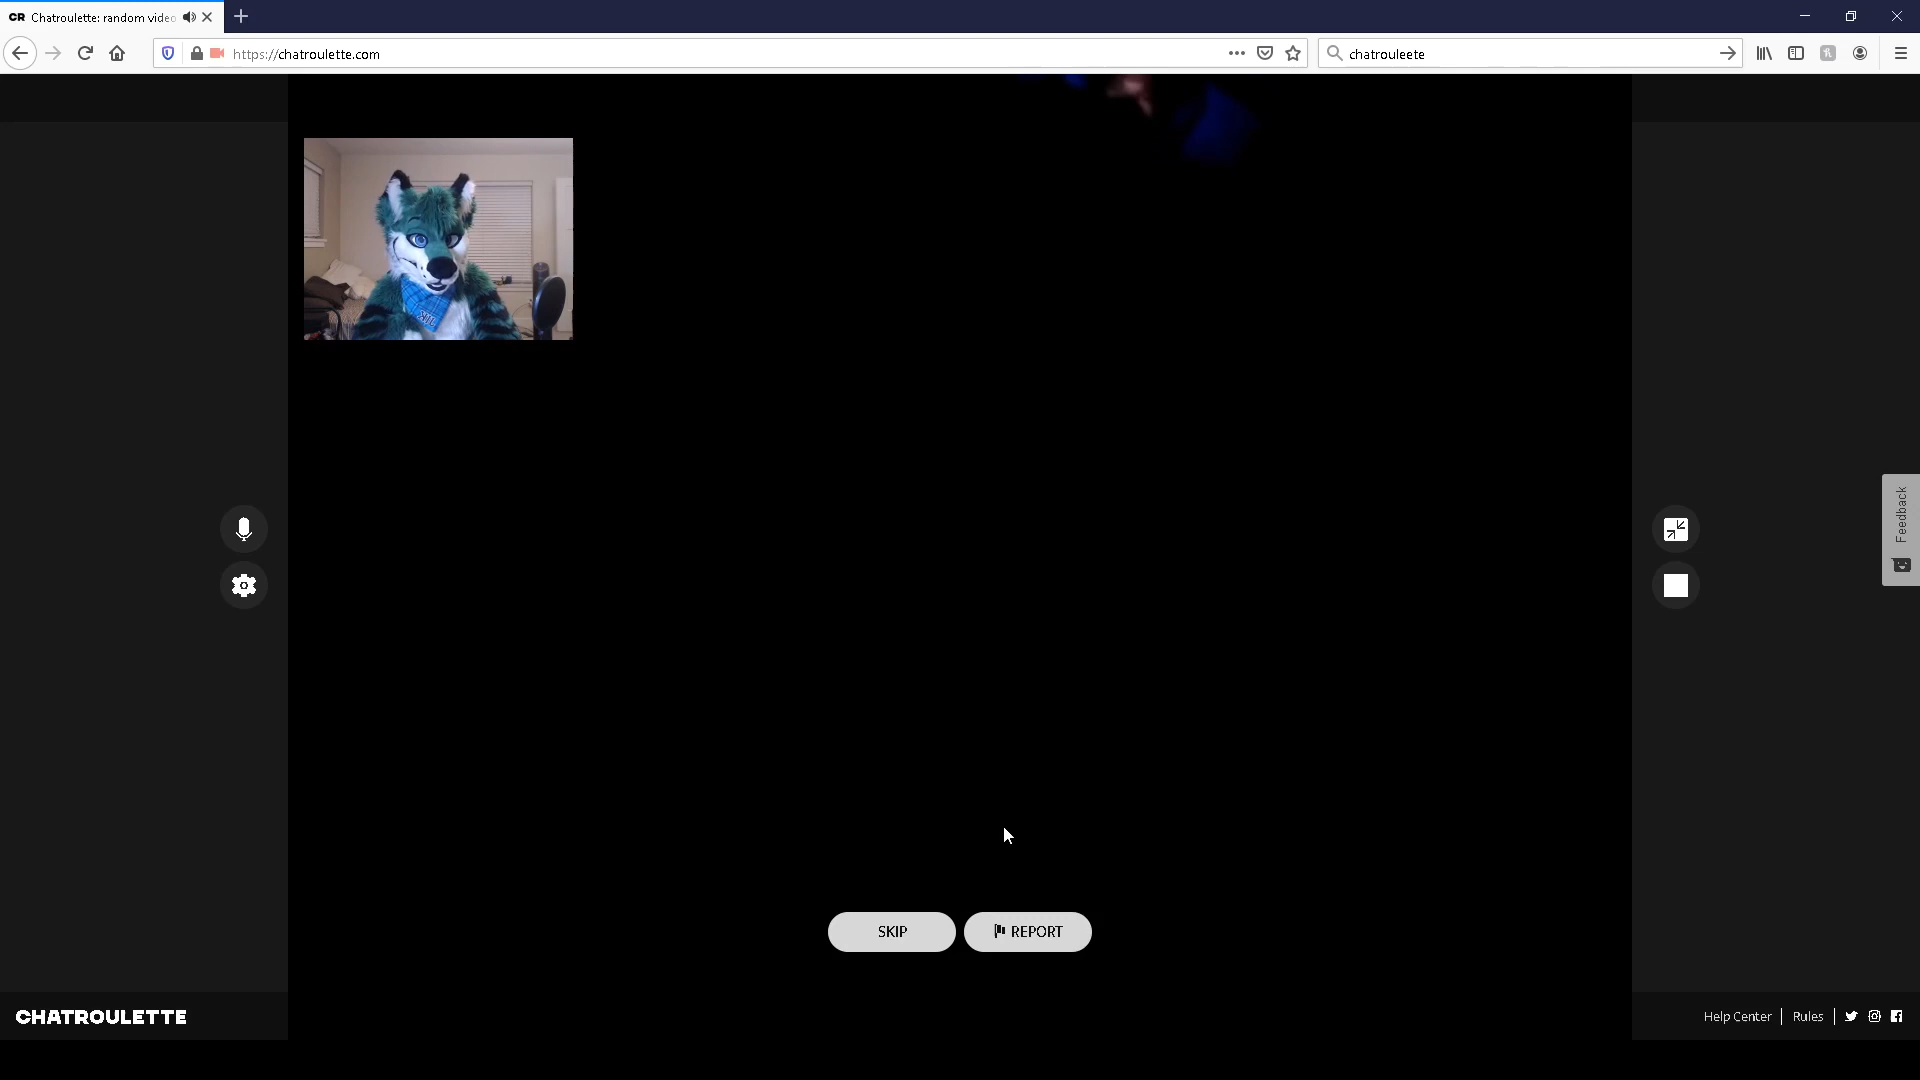 CR Chatroulette: random video
https://chatroulette.com
chatrouleete
Feedback
SKIP
REPORT
CHATROULETTE
Help Center
Rules